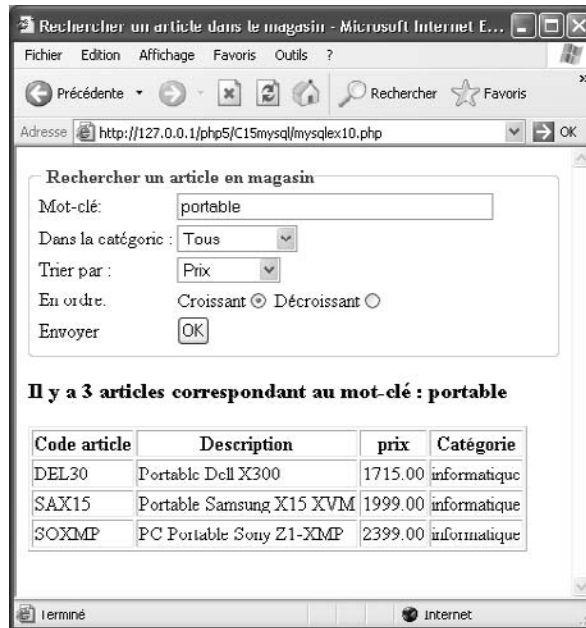 Rechercher un article dans le magasin - Microsoft Internet E...
Fichier Edition Affichage Favoris Outils ?
Précédente Rechercher Favoris
Adresse http://127.0.0.1/php5/C15mysql/mysqlex10.php OK
Rechercher un article en magasin
Mot-clé: portable
Dans la catégorie : Tous
Trier par : Prix
En ordre. Croissant Décroissant
Envoyer OK
Il y a 3 articles correspondant au mot-clé : portable
Code article Description prix Catégorie
DEL30 Portable Dell X300 1715.00 informatique
SAX15 Portable Samsung X15 XVM 1999.00 informatique
SOXMP PC Portable Sony Z1-XMP 2399.00 informatique
Terminé Internet